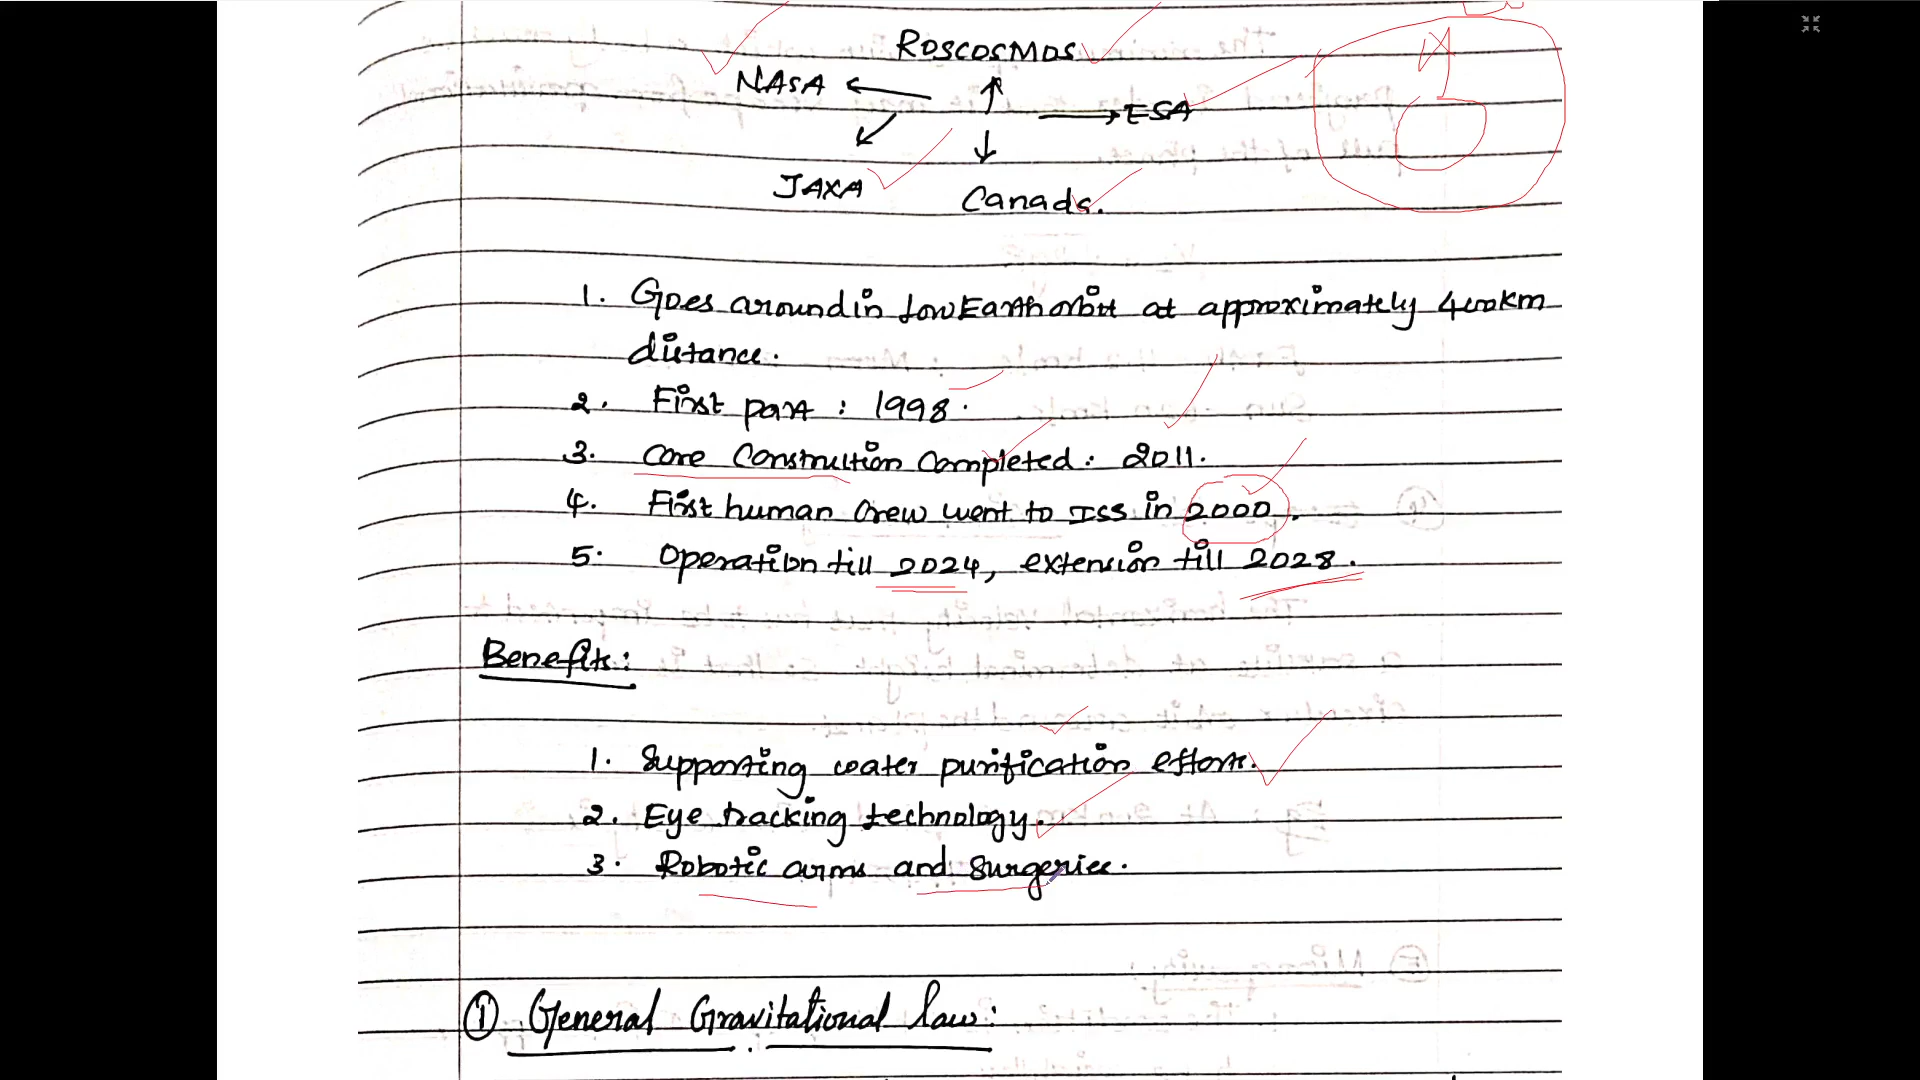 ROSCOSMOS
NASA
ESA
JAXA
Canada.
1. Goes around in low Earth orbit at approximately 400km
distance.
2. First part : 1998.
3. Core Construction Completed : 2011.
4. First human crew went to ISS in 2000.
5. Operation till 2024, extension till 2028.
Benefits:
1. Supporting water purification efforts.
2. Eye tracking technology.
3. Robotic arms and surgeries.
① General Gravitational law: